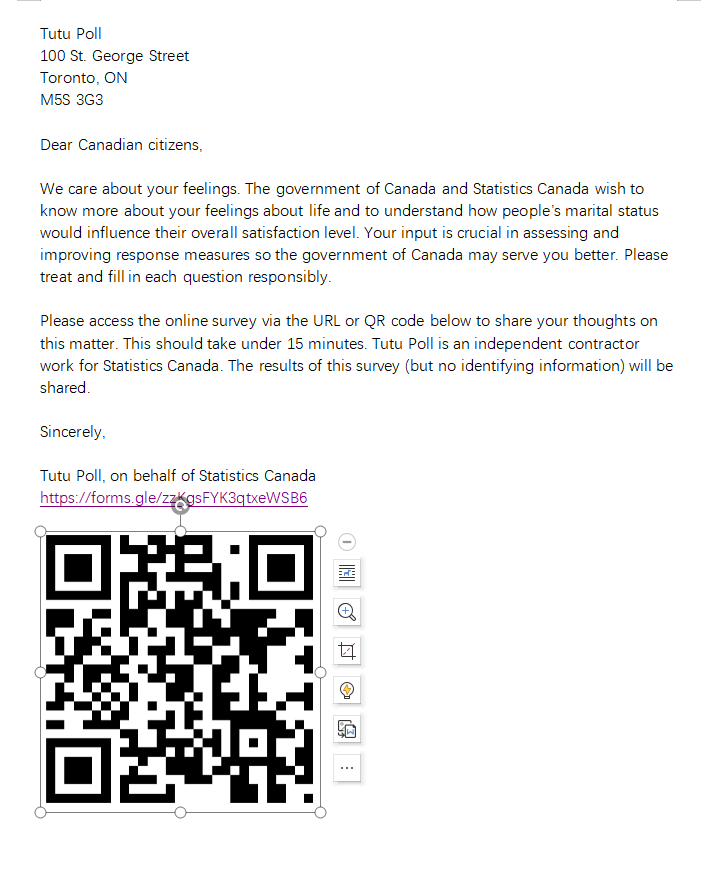 Tutu Poll
100 St. George Street
Toronto, ON
M5S 3G3
Dear Canadian citizens,
We care about your feelings. The government of Canada and Statistics Canada wish to
know more about your feelings about life and to understand how people's marital status
would influence their overall satisfaction level. Your input is crucial in assessing and
improving response measures so the government of Canada may serve you better. Please
treat and fill in each question responsibly.
Please access the online survey via the URL or QR code below to share your thoughts on
this matter. This should take under 15 minutes. Tutu Poll is an independent contractor
work for Statistics Canada. The results of this survey (but no identifying information) will be
shared.
Sincerely,
Tutu Poll, on behalf of Statistics Canada
https://forms.gle/zzKgsFYK3qtxeWSB6